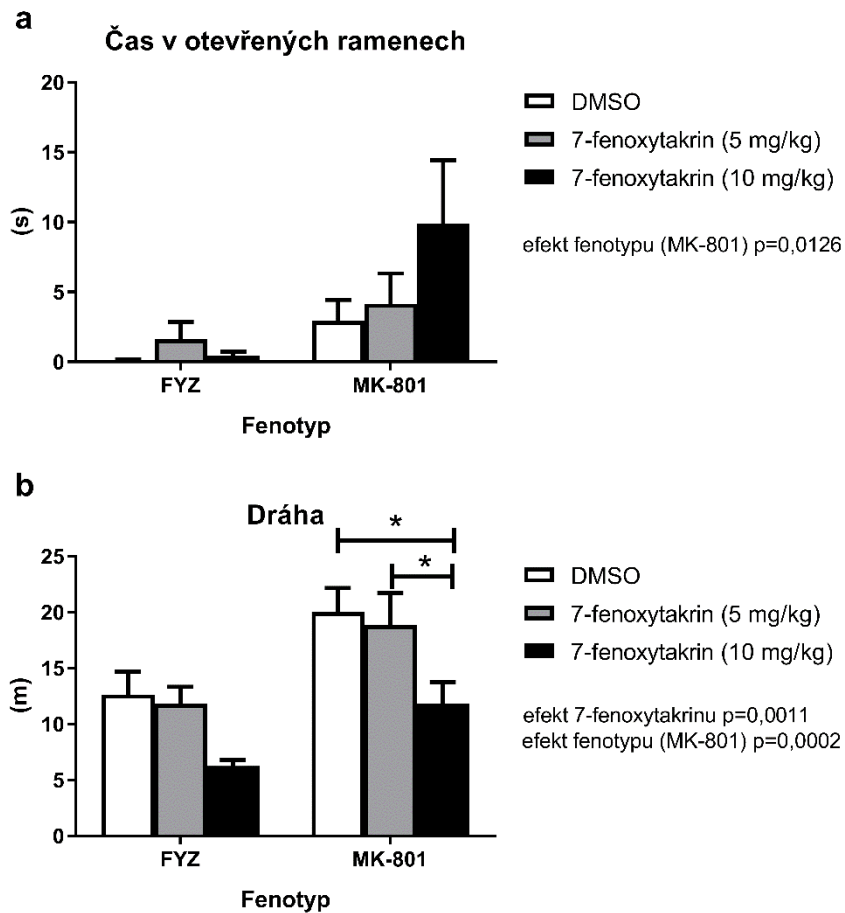 a
Čas v otevřených ramenech
20
15
10
5
0
(s)
FYZ
MK-801
Fenotyp
DMSO
7-fenoxytakrin (5 mg/kg)
7-fenoxytakrin (10 mg/kg)
efekt fenotypu (MK-801) p=0,0126
b
Dráha
*
*
25
20
15
10
5
0
(m)
FYZ
MK-801
Fenotyp
DMSO
7-fenoxytakrin (5 mg/kg)
7-fenoxytakrin (10 mg/kg)
efekt 7-fenoxytakrinu p=0,0011
efekt fenotypu (MK-801) p=0,0002